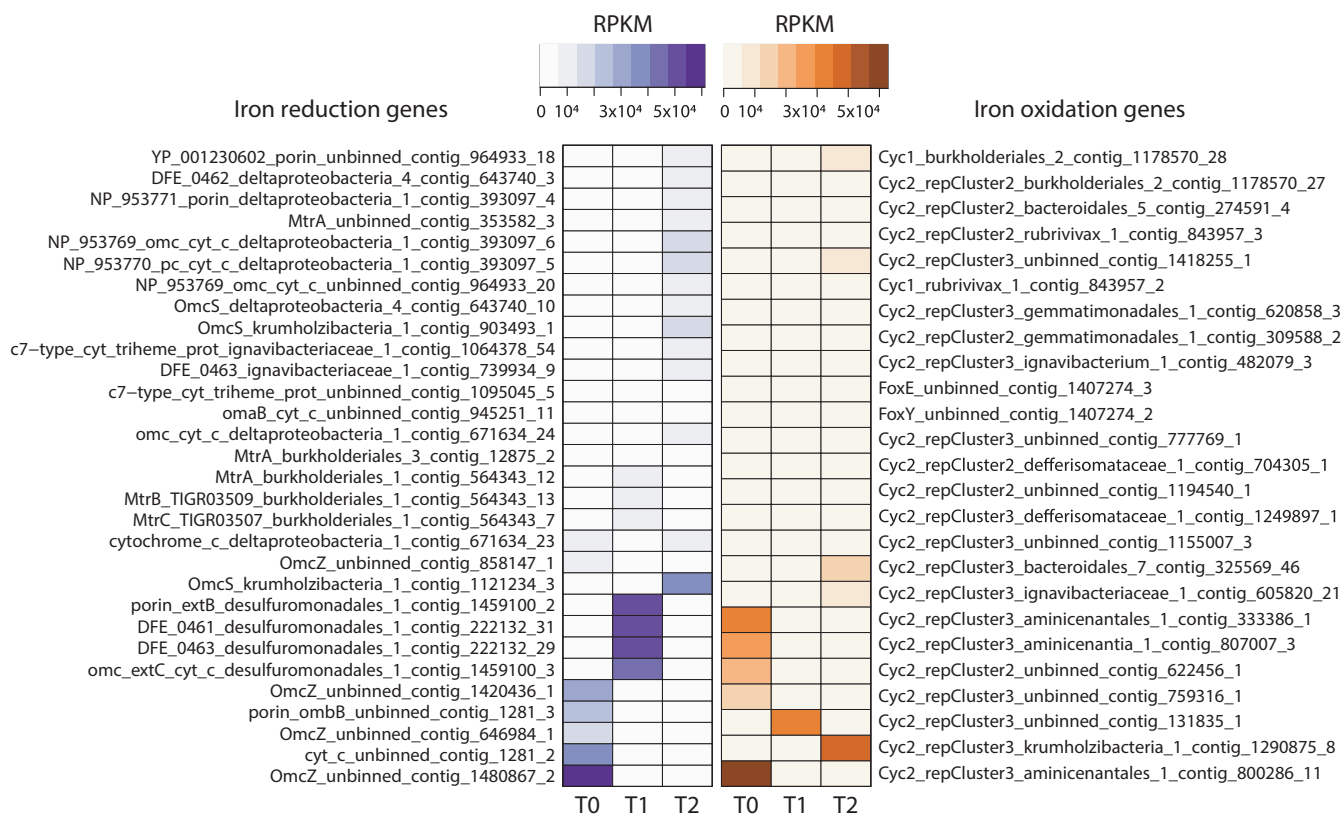 RPKM
RPKM
0 10⁴ 3x10⁴ 5x10⁴
0 10⁴ 3x10⁴ 5x10⁴
Iron reduction genes
Iron oxidation genes
YP_001230602_porin_unbinned_contig_964933_18
DFE_0462_deltaproteobacteria_4_contig_643740_3
NP_953771_porin_deltaproteobacteria_1_contig_393097_4
MtrA_unbinned_contig_353582_3
NP_953769_omc_cyt_c_deltaproteobacteria_1_contig_393097_6
NP_953770_pc_cyt_c_deltaproteobacteria_1_contig_393097_5
NP_953769_omc_cyt_c_unbinned_contig_964933_20
OmcS_deltaproteobacteria_4_contig_643740_10
OmcS_krumholzibacteria_1_contig_903493_1
c7−type_cyt_triheme_prot_ignavibacteriaceae_1_contig_1064378_54
DFE_0463_ignavibacteriaceae_1_contig_739934_9
c7−type_cyt_triheme_prot_unbinned_contig_1095045_5
omaB_cyt_c_unbinned_contig_945251_11
omc_cyt_c_deltaproteobacteria_1_contig_671634_24
MtrA_burkholderiales_3_contig_12875_2
MtrA_burkholderiales_1_contig_564343_12
MtrB_TIGR03509_burkholderiales_1_contig_564343_13
MtrC_TIGR03507_burkholderiales_1_contig_564343_7
cytochrome_c_deltaproteobacteria_1_contig_671634_23
OmcZ_unbinned_contig_858147_1
OmcS_krumholzibacteria_1_contig_1121234_3
porin_extB_desulfuromonadales_1_contig_1459100_2
DFE_0461_desulfuromonadales_1_contig_222132_31
DFE_0463_desulfuromonadales_1_contig_222132_29
omc_extC_cyt_c_desulfuromonadales_1_contig_1459100_3
OmcZ_unbinned_contig_1420436_1
porin_ombB_unbinned_contig_1281_3
OmcZ_unbinned_contig_646984_1
cyt_c_unbinned_contig_1281_2
OmcZ_unbinned_contig_1480867_2
T0 T1 T2
Cyc1_burkholderiales_2_contig_1178570_28
Cyc2_repCluster2_burkholderiales_2_contig_1178570_27
Cyc2_repCluster2_bacteroidales_5_contig_274591_4
Cyc2_repCluster2_rubrivivax_1_contig_843957_3
Cyc2_repCluster3_unbinned_contig_1418255_1
Cyc1_rubrivivax_1_contig_843957_2
Cyc2_repCluster3_gemmatimonadales_1_contig_620858_3
Cyc2_repCluster2_gemmatimonadales_1_contig_309588_2
Cyc2_repCluster3_ignavibacterium_1_contig_482079_3
FoxE_unbinned_contig_1407274_3
FoxY_unbinned_contig_1407274_2
Cyc2_repCluster3_unbinned_contig_777769_1
Cyc2_repCluster2_defferisomataceae_1_contig_704305_1
Cyc2_repCluster2_unbinned_contig_1194540_1
Cyc2_repCluster3_defferisomataceae_1_contig_1249897_1
Cyc2_repCluster3_unbinned_contig_1155007_3
Cyc2_repCluster3_bacteroidales_7_contig_325569_46
Cyc2_repCluster3_ignavibacteriaceae_1_contig_605820_21
Cyc2_repCluster3_aminicenantales_1_contig_333386_1
Cyc2_repCluster3_aminicenantia_1_contig_807007_3
Cyc2_repCluster2_unbinned_contig_622456_1
Cyc2_repCluster3_unbinned_contig_759316_1
Cyc2_repCluster3_unbinned_contig_131835_1
Cyc2_repCluster3_krumholzibacteria_1_contig_1290875_8
Cyc2_repCluster3_aminicenantales_1_contig_800286_11
T0 T1 T2